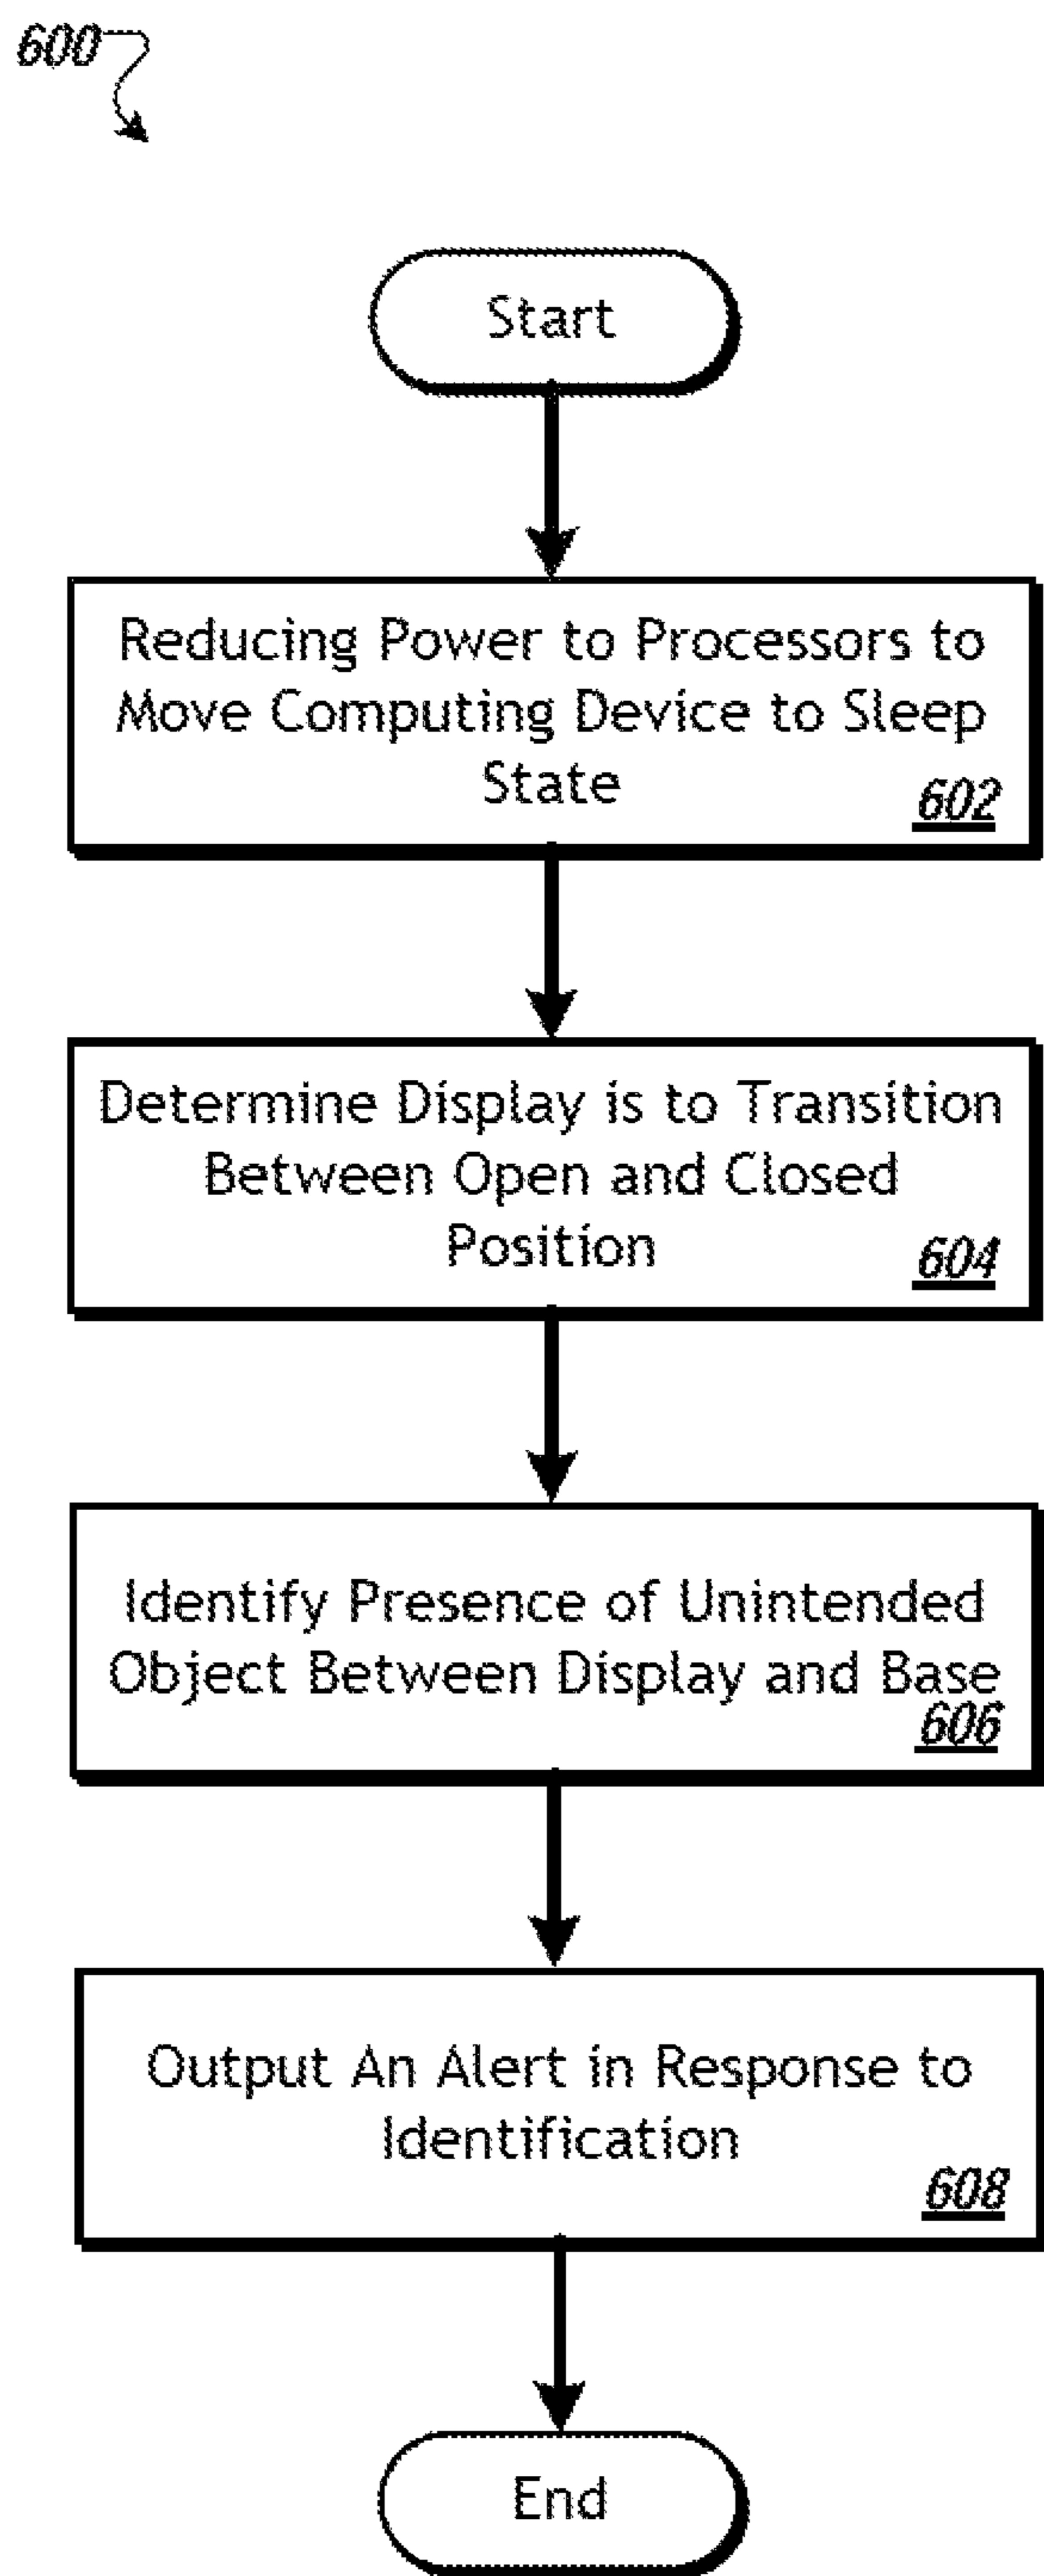 600
Start
Reducing Power to Processors to
Move Computing Device to Sleep
State
602
Determine Display is to Transition
Between Open and Closed
Position
604
Identify Presence of Unintended
Object Between Display and Base
606
Output An Alert in Response to
Identification
608
End